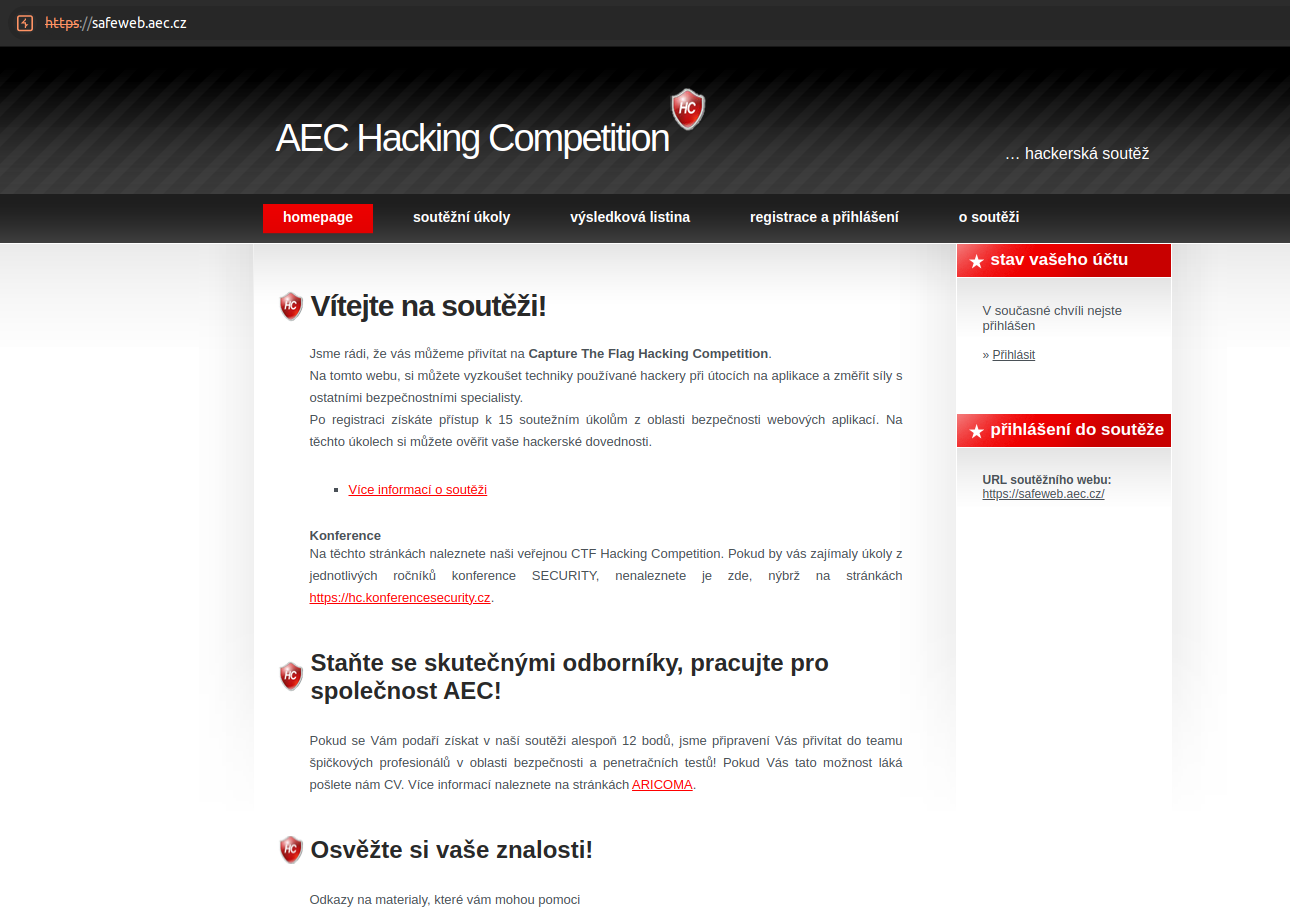 https://safeweb.aec.cz
AEC Hacking Competition
HC
… hackerská soutěž
homepage
soutěžní úkoly
výsledková listina
registrace a přihlášení
o soutěži
HC
Vítejte na soutěži!
Jsme rádi, že vás můžeme přivítat na Capture The Flag Hacking Competition.
Na tomto webu, si můžete vyzkoušet techniky používané hackery při útocích na aplikace a změřit síly s
ostatními bezpečnostními specialisty.
Po registraci získáte přístup k 15 soutežním úkolům z oblasti bezpečnosti webových aplikací. Na
těchto úkolech si můžete ověřit vaše hackerské dovednosti.
Více informací o soutěži
Konference
Na těchto stránkách naleznete naši veřejnou CTF Hacking Competition. Pokud by vás zajímaly úkoly z
jednotlivých ročníků konference SECURITY, nenaleznete je zde, nýbrž na stránkách
https://hc.konferencesecurity.cz.
HC
Staňte se skutečnými odborníky, pracujte pro
společnost AEC!
Pokud se Vám podaří získat v naší soutěži alespoň 12 bodů, jsme připravení Vás přivítat do teamu
špičkových profesionálů v oblasti bezpečnosti a penetračních testů! Pokud Vás tato možnost láká
pošlete nám CV. Více informací naleznete na stránkách ARICOMA.
HC
Osvěžte si vaše znalosti!
Odkazy na materialy, které vám mohou pomoci
stav vašeho účtu
V současné chvíli nejste
přihlášen
» Přihlásit
přihlášení do soutěže
URL soutěžního webu:
https://safeweb.aec.cz/